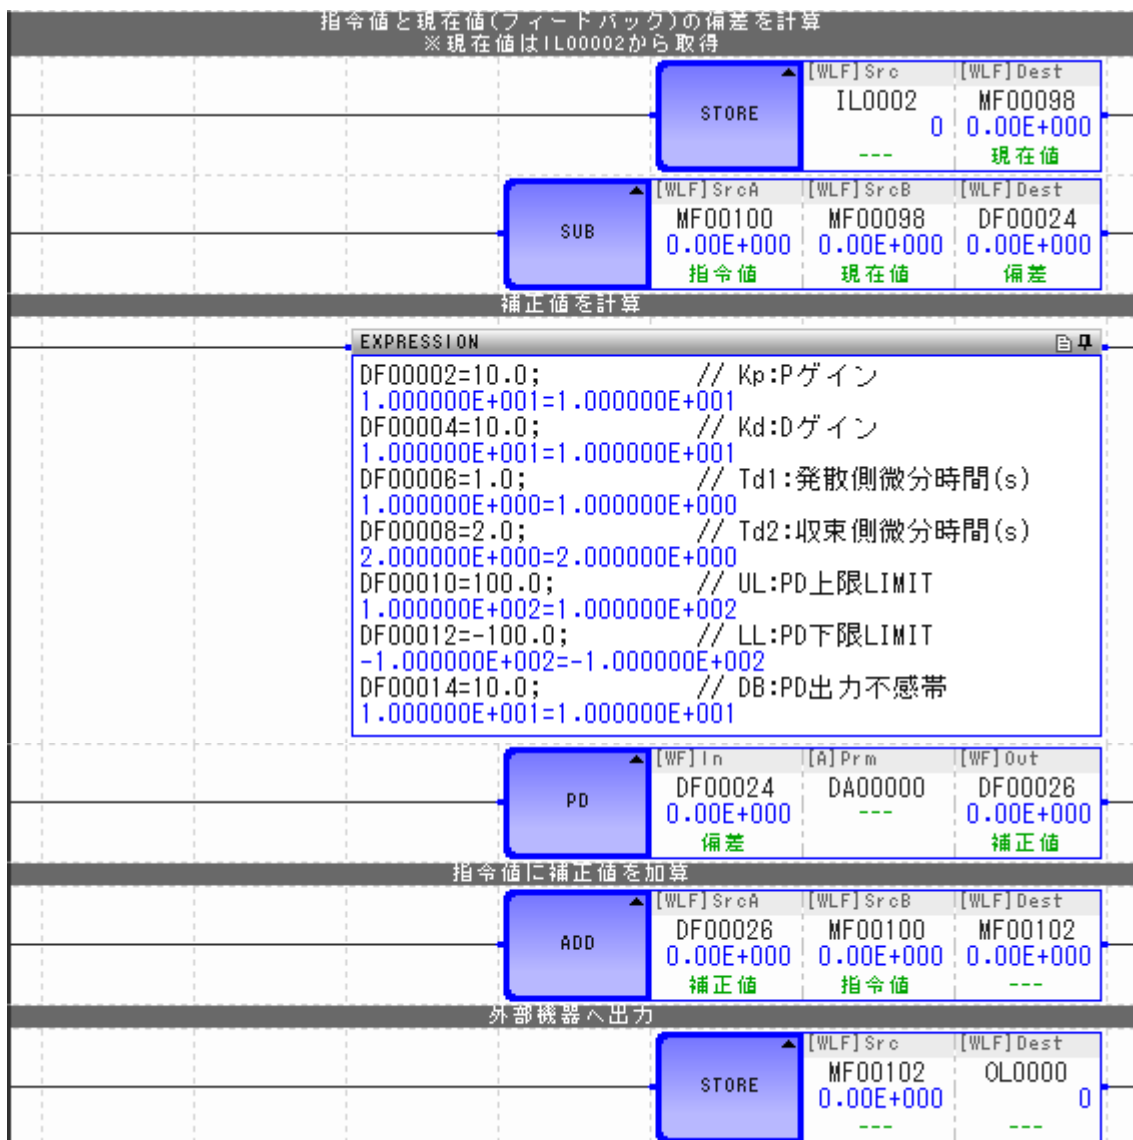 指令値と現在値(フィードバック)の偏差を計算
※現在値はIL00002から取得
[WLF]Src [WLF]Dest
STORE IL0002 MF00098
0 0.00E+000
--- 現在値
[WLF]SrcA [WLF]SrcB [WLF]Dest
SUB MF00100 MF00098 DF00024
0.00E+000 0.00E+000 0.00E+000
指令値 現在値 偏差
補正値を計算
EXPRESSION
DF00002=10.0; // Kp:Pゲイン
1.000000E+001=1.000000E+001
DF00004=10.0; // Kd:Dゲイン
1.000000E+001=1.000000E+001
DF00006=1.0; // Td1:発散側微分時間(s)
1.000000E+000=1.000000E+000
DF00008=2.0; // Td2:収束側微分時間(s)
2.000000E+000=2.000000E+000
DF00010=100.0; // UL:PD上限LIMIT
1.000000E+002=1.000000E+002
DF00012=-100.0; // LL:PD下限LIMIT
-1.000000E+002=-1.000000E+002
DF00014=10.0; // DB:PD出力不感帯
1.000000E+001=1.000000E+001
[WF]In [A]Prm [WF]Out
PD DF00024 DA00000 DF00026
0.00E+000 --- 0.00E+000
偏差 補正値
指令値に補正値を加算
[WLF]SrcA [WLF]SrcB [WLF]Dest
ADD DF00026 MF00100 MF00102
0.00E+000 0.00E+000 0.00E+000
補正値 指令値 ---
外部機器へ出力
[WLF]Src [WLF]Dest
STORE MF00102 OL0000
0.00E+000 0
--- ---